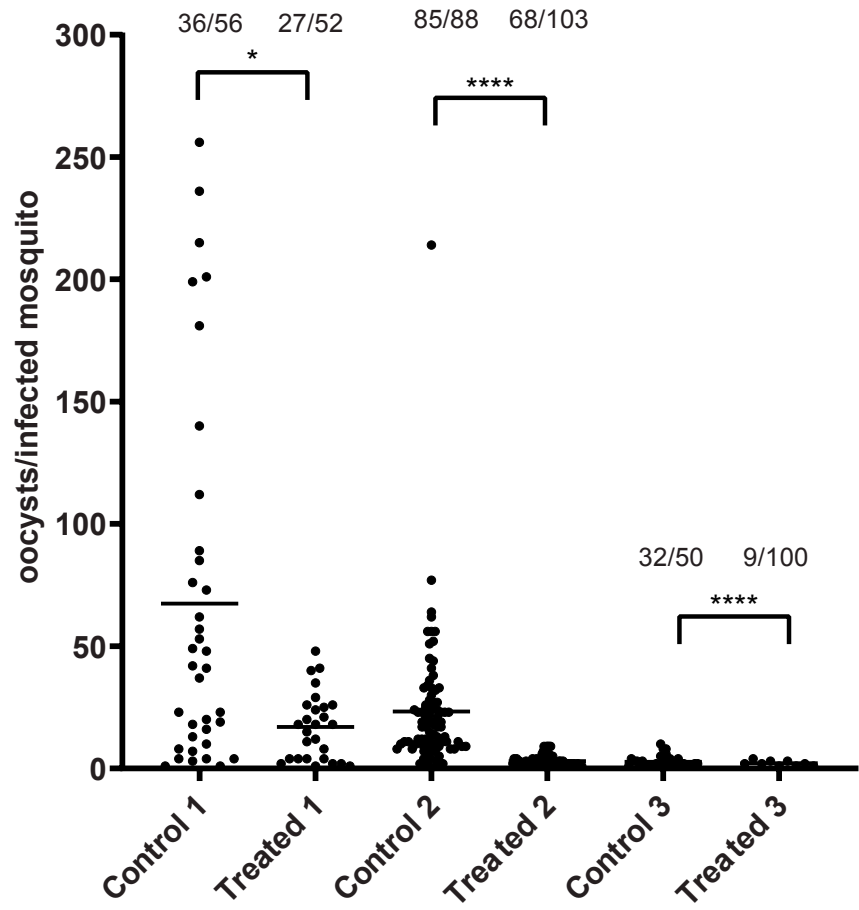 36/56 27/52 85/88 68/103
300
*
****
250
oocysts/infected mosquito
200
150
100
32/50 9/100
****
50
0
Control 1
Treated 1
Control 2
Treated 2
Control 3
Treated 3